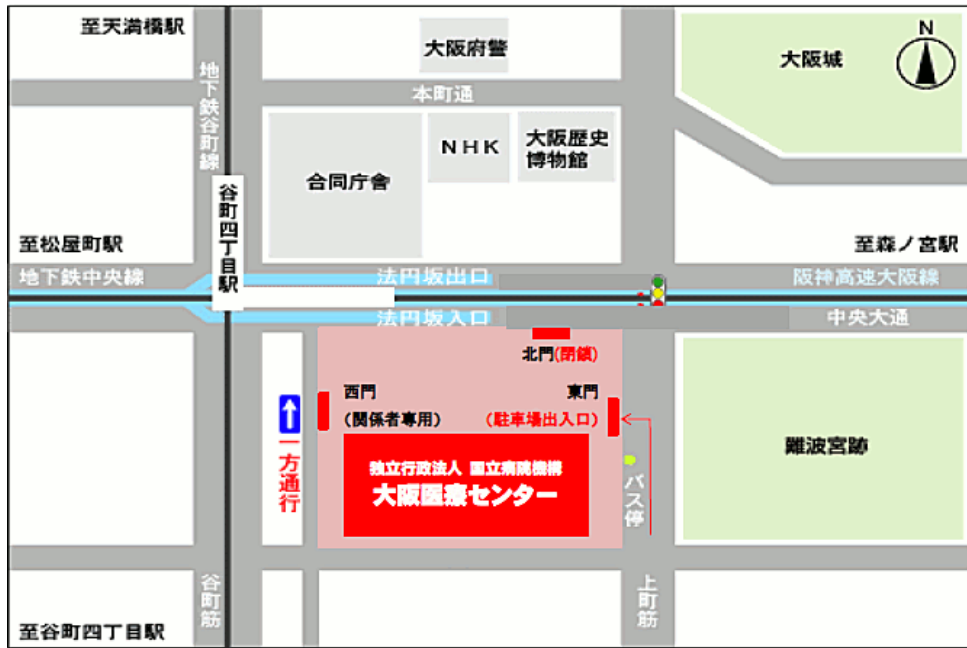 至天満橋駅
大阪府警
大阪城
N
地下鉄谷町線
本町通
NHK
大阪歴史
博物館
合同庁舎
谷町四丁目駅
至松屋町駅
至森ノ宮駅
地下鉄中央線
法円坂出口
阪神高速大阪線
法円坂入口
中央大通
北門(閉鎖)
西門
東門
(関係者専用)
(駐車場出入口)
一方通行
難波宮跡
独立行政法人 国立病院機構
大阪医療センター
バス停
谷町筋
上町筋
至谷町四丁目駅